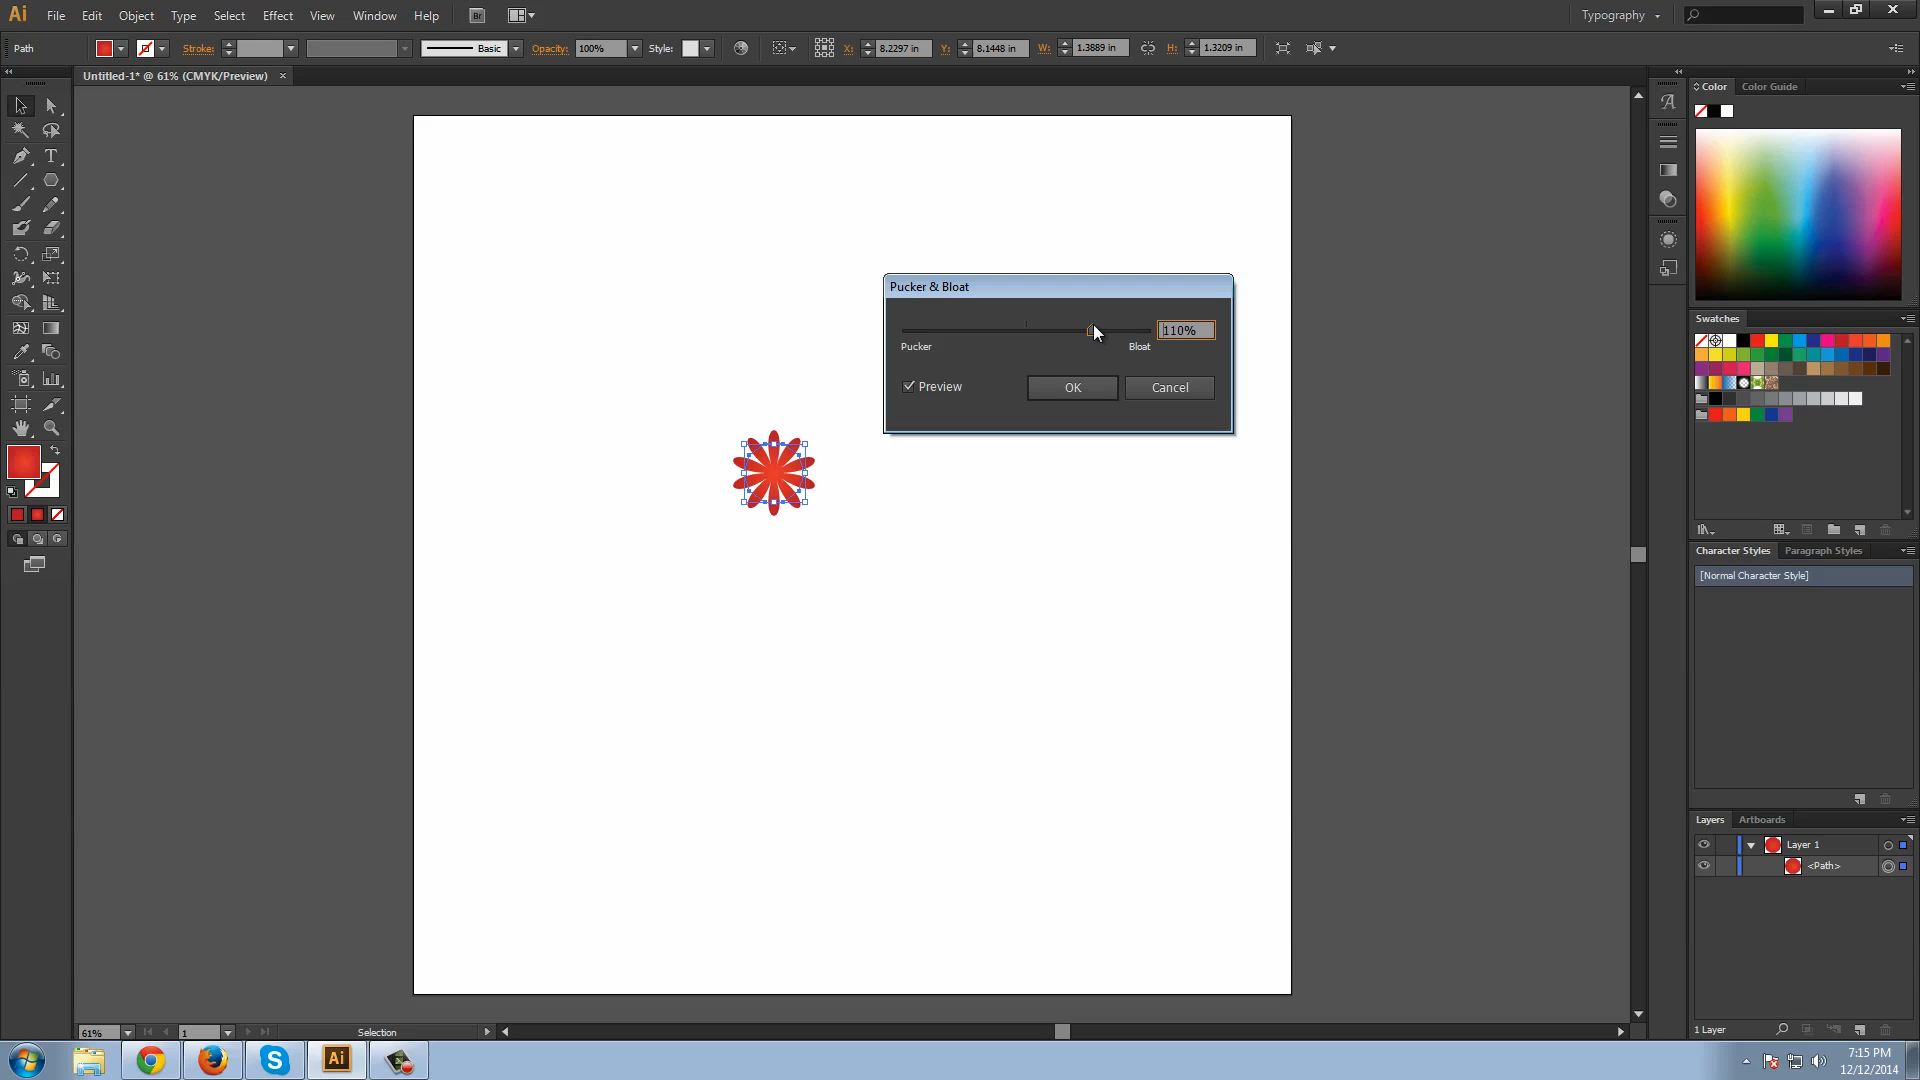 Ai File Edit Object Type Select Effect View Window Help Br Typography
Path Stroke: Basic Opacity: 100% Style: X: 8.2297 in Y: 8.1448 in W: 1.3889 in H: 1.3209 in
Untitled-1* @ 61% (CMYK/Preview)
Color Color Guide
Pucker & Bloat
110%
Pucker Bloat
Preview OK Cancel
Swatches
Character Styles Paragraph Styles
[Normal Character Style]
Layers Artboards
Layer 1
<Path>
1 Layer
61% 1 Selection
Ai
7:15 PM
12/12/2014